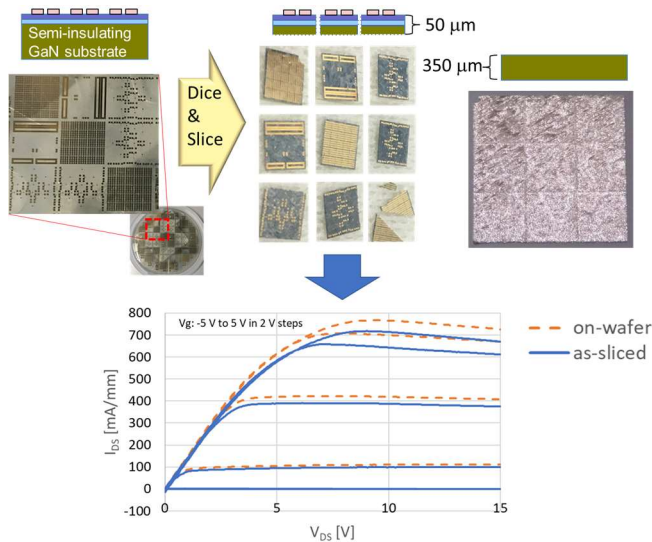 Semi-insulating
GaN substrate
Dice
&
Slice
50 μm
350 μm
Vg: -5 V to 5 V in 2 V steps
on-wafer
as-sliced
800
700
600
500
400
300
200
100
0
-100
I_DS [mA/mm]
0
5
10
15
V_DS [V]